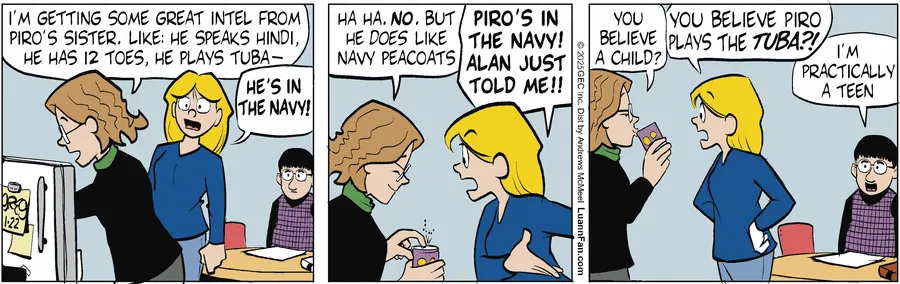 I'M GETTING SOME GREAT INTEL FROM
PIRO'S SISTER. LIKE: HE SPEAKS HINDI,
HE HAS 12 TOES, HE PLAYS TUBA—
HE'S IN
THE NAVY!
1:22
HA HA. NO. BUT
HE DOES LIKE
NAVY PEACOATS
PIRO'S IN
THE NAVY!
ALAN JUST
TOLD ME!!
© 2025 GEC Inc. Dist by Andrews McMeel LuannFan.com
YOU
BELIEVE
A CHILD?
YOU BELIEVE PIRO
PLAYS THE TUBA?!
I'M
PRACTICALLY
A TEEN